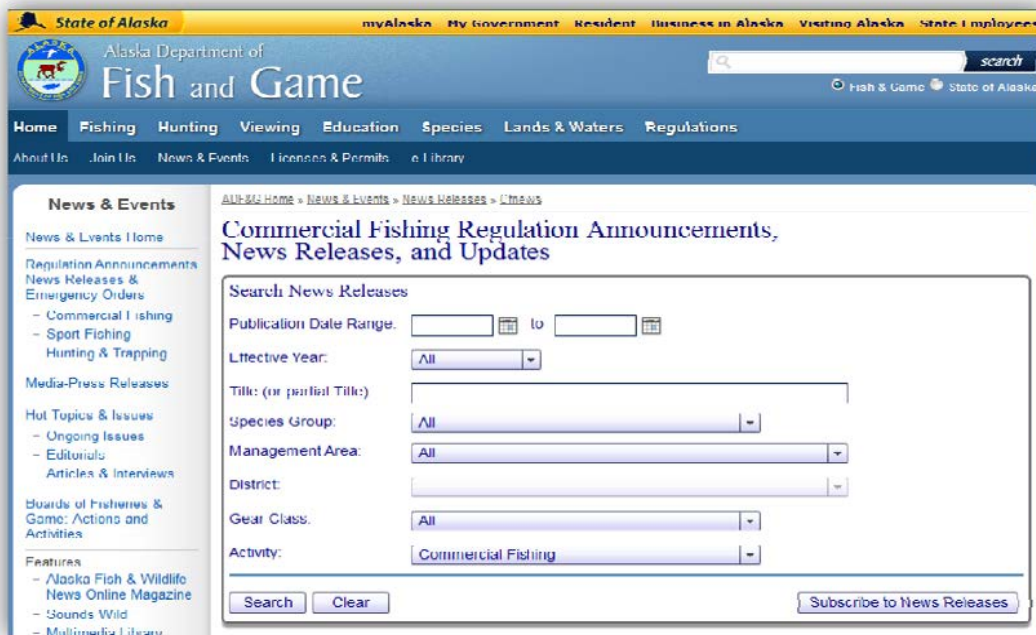 State of Alaska
myAlaska My Government Resident Business in Alaska Visiting Alaska State Employees
Alaska Department of
Fish and Game
search
Fish & Game State of Alaska
Home Fishing Hunting Viewing Education Species Lands & Waters Regulations
About Us Join Us News & Events Licenses & Permits e Library
News & Events
News & Events Home
Regulation Announcements
News Releases &
Emergency Orders
- Commercial Fishing
- Sport Fishing
Hunting & Trapping
Media-Press Releases
Hot Topics & Issues
- Ongoing Issues
- Editorials
Articles & Interviews
Boards of Fisheries &
Game: Actions and
Activities
Features
- Alaska Fish & Wildlife
News Online Magazine
- Sounds Wild
- Multimedia Library
ADF&G Home » News & Events » News Releases » Cfnews
Commercial Fishing Regulation Announcements,
News Releases, and Updates
Search News Releases
Publication Date Range: to
Effective Year: All
Title (or partial Title)
Species Group: All
Management Area: All
District:
Gear Class: All
Activity: Commercial Fishing
Search Clear Subscribe to News Releases